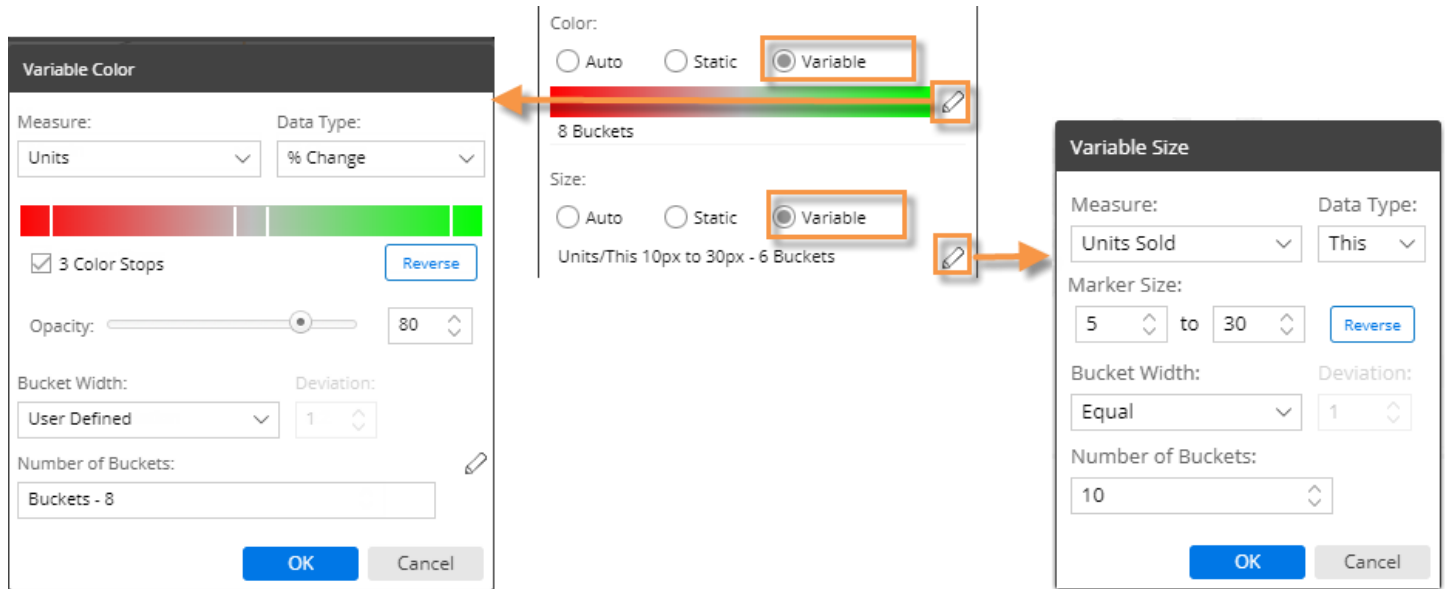 Variable Color
Measure: Data Type:
Units % Change
3 Color Stops Reverse
Opacity: 80
Bucket Width: Deviation:
User Defined 1
Number of Buckets:
Buckets - 8
OK Cancel
Color:
Auto Static Variable
8 Buckets
Size:
Auto Static Variable
Units/This 10px to 30px - 6 Buckets
Variable Size
Measure: Data Type:
Units Sold This
Marker Size:
5 to 30 Reverse
Bucket Width: Deviation:
Equal 1
Number of Buckets:
10
OK Cancel